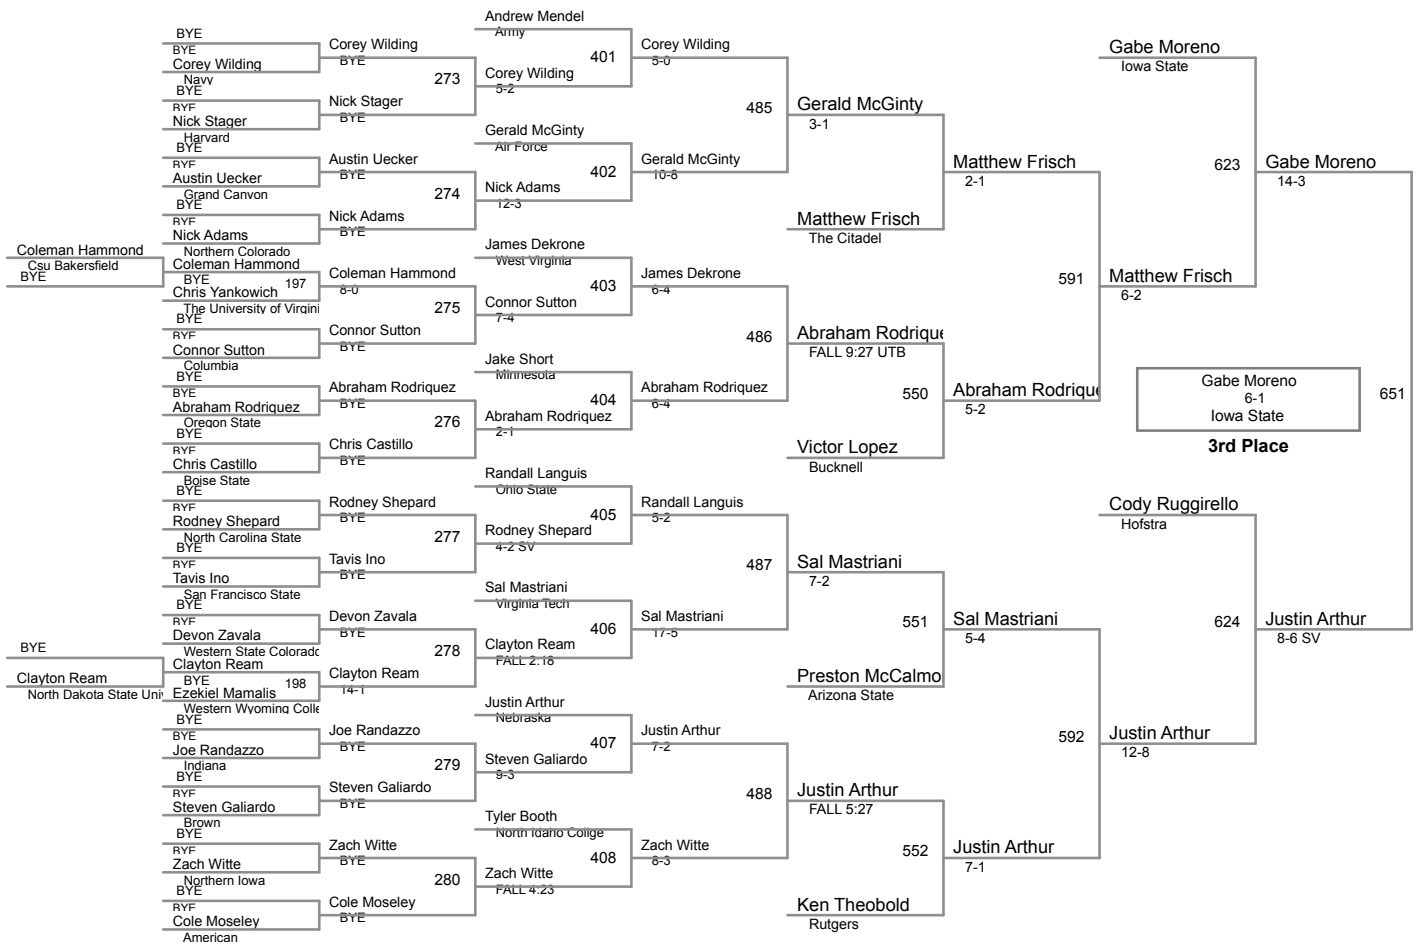 Coleman Hammond
Csu Bakersfield
BYE
BYE
Clayton Ream
North Dakota State Univ
BYE
BYE
Corey Wilding
Navy
BYE
BYE
Nick Stager
Harvard
BYE
BYE
Austin Uecker
Grand Canyon
BYE
BYE
Nick Adams
Northern Colorado
Coleman Hammond
BYE
197
Chris Yankowich
The University of Virgini
BYE
BYE
Connor Sutton
Columbia
BYE
BYE
Abraham Rodriquez
Oregon State
BYE
BYE
Chris Castillo
Boise State
BYE
BYE
Rodney Shepard
North Carolina State
BYE
BYE
Tavis Ino
San Francisco State
BYE
BYE
Devon Zavala
Western State Colorado
Clayton Ream
BYE
198
Ezekiel Mamalis
Western Wyoming Colle
BYE
BYE
Joe Randazzo
Indiana
BYE
BYE
Steven Galiardo
Brown
BYE
BYE
Zach Witte
Northern Iowa
BYE
BYE
Cole Moseley
American
Corey Wilding
BYE
273
Nick Stager
BYE
Austin Uecker
BYE
274
Nick Adams
BYE
Coleman Hammond
8-0
275
Connor Sutton
BYE
Abraham Rodriquez
BYE
276
Chris Castillo
BYE
Rodney Shepard
BYE
277
Tavis Ino
BYE
Devon Zavala
BYE
278
Clayton Ream
14-1
Joe Randazzo
BYE
279
Steven Galiardo
BYE
Zach Witte
BYE
280
Cole Moseley
BYE
Andrew Mendel
Army
401
Corey Wilding
5-2
Gerald McGinty
Air Force
402
Nick Adams
12-3
James Dekrone
West Virginia
403
Connor Sutton
7-4
Jake Short
Minnesota
404
Abraham Rodriquez
2-1
Randall Languis
Ohio State
405
Rodney Shepard
4-2 SV
Sal Mastriani
Virginia Tech
406
Clayton Ream
FALL 2:18
Justin Arthur
Nebraska
407
Steven Galiardo
9-3
Tyler Booth
North Idaho Collge
408
Zach Witte
FALL 4:23
Corey Wilding
5-0
485
Gerald McGinty
10-8
James Dekrone
6-4
486
Abraham Rodriquez
6-4
Randall Languis
5-2
487
Sal Mastriani
17-5
Justin Arthur
7-2
488
Zach Witte
8-3
Gerald McGinty
3-1
Matthew Frisch
The Citadel
Abraham Rodrique
FALL 9:27 UTB
550
Victor Lopez
Bucknell
Sal Mastriani
7-2
551
Preston McCalmo
Arizona State
Justin Arthur
FALL 5:27
552
Ken Theobold
Rutgers
Matthew Frisch
2-1
591
Abraham Rodrique
5-2
Sal Mastriani
5-4
592
Justin Arthur
7-1
Gabe Moreno
Iowa State
623
Matthew Frisch
6-2
Cody Ruggirello
Hofstra
624
Justin Arthur
12-8
Gabe Moreno
14-3
651
Justin Arthur
8-6 SV
Gabe Moreno
6-1
Iowa State
3rd Place